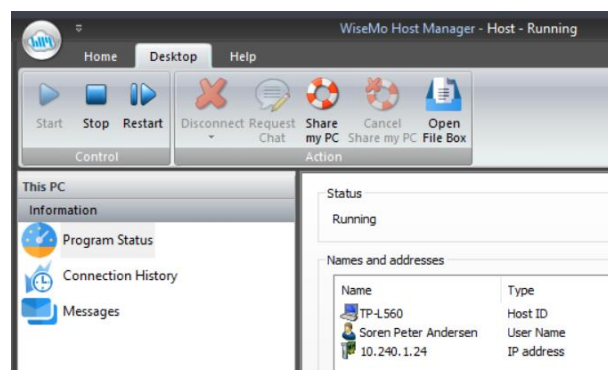 WiseMo Host Manager - Host - Running
Home Desktop Help
Start Stop Restart Disconnect Request Chat Share my PC Cancel Share my PC Open File Box
Control Action
This PC
Information
Program Status
Connection History
Messages
Status
Running
Names and addresses
Name Type
TP-L560 Host ID
Soren Peter Andersen User Name
10.240.1.24 IP address